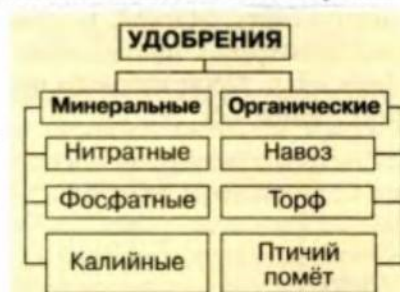 УДОБРЕНИЯ
Минеральные
Органические
Нитратные
Навоз
Фосфатные
Торф
Калийные
Птичий
помёт